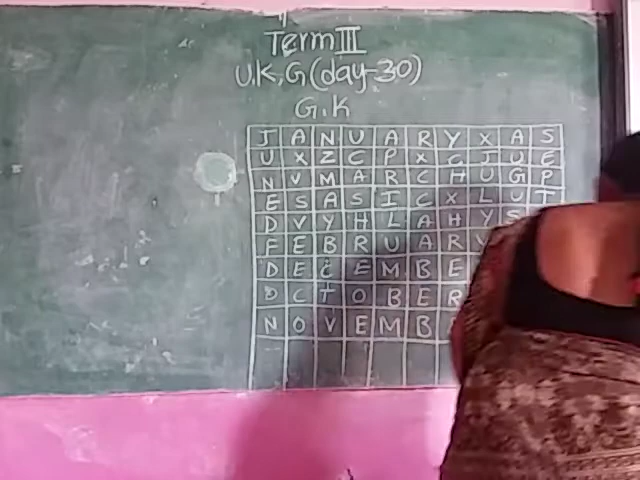 Term III
U.K.G (day-30)
G.K
J A N U A R Y X A S
U X Z C P X C J U E
N V M A R C H U G P
E S A S I C X L U T
D V Y H L A H Y S
F E B R U A R Y
D E C E M B E
D C T O B E R
N O V E M B